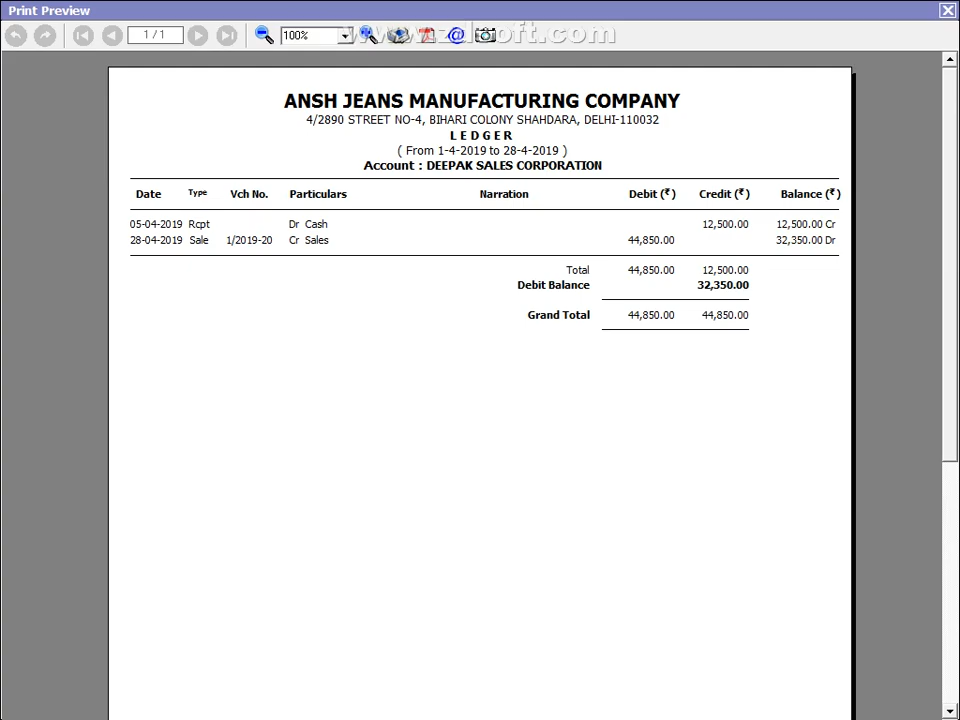 Print Preview
1 / 1
100%
ANSH JEANS MANUFACTURING COMPANY
4/2890 STREET NO-4, BIHARI COLONY SHAHDARA, DELHI-110032
L E D G E R
( From 1-4-2019 to 28-4-2019 )
Account : DEEPAK SALES CORPORATION
Date Type Vch No. Particulars Narration Debit (₹) Credit (₹) Balance (₹)
05-04-2019 Rcpt Dr Cash 12,500.00 12,500.00 Cr
28-04-2019 Sale 1/2019-20 Cr Sales 44,850.00 32,350.00 Dr
Total 44,850.00 12,500.00
Debit Balance 32,350.00
Grand Total 44,850.00 44,850.00